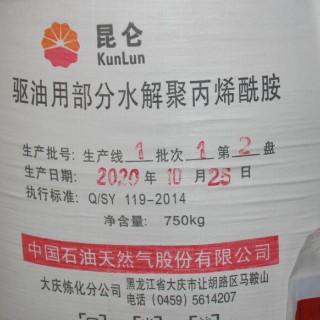 昆仑
KunLun
驱油用部分水解聚丙烯酰胺
生产批号: 生产线 1 批次 1 第 2 盘
生产日期: 2020 年 10 月 25 日
执行标准: Q/SY 119-2014
净含量: 750kg
中国石油天然气股份有限公司
大庆炼化分公司 黑龙江省大庆市让胡路区马鞍山
电话 (0459) 5614207